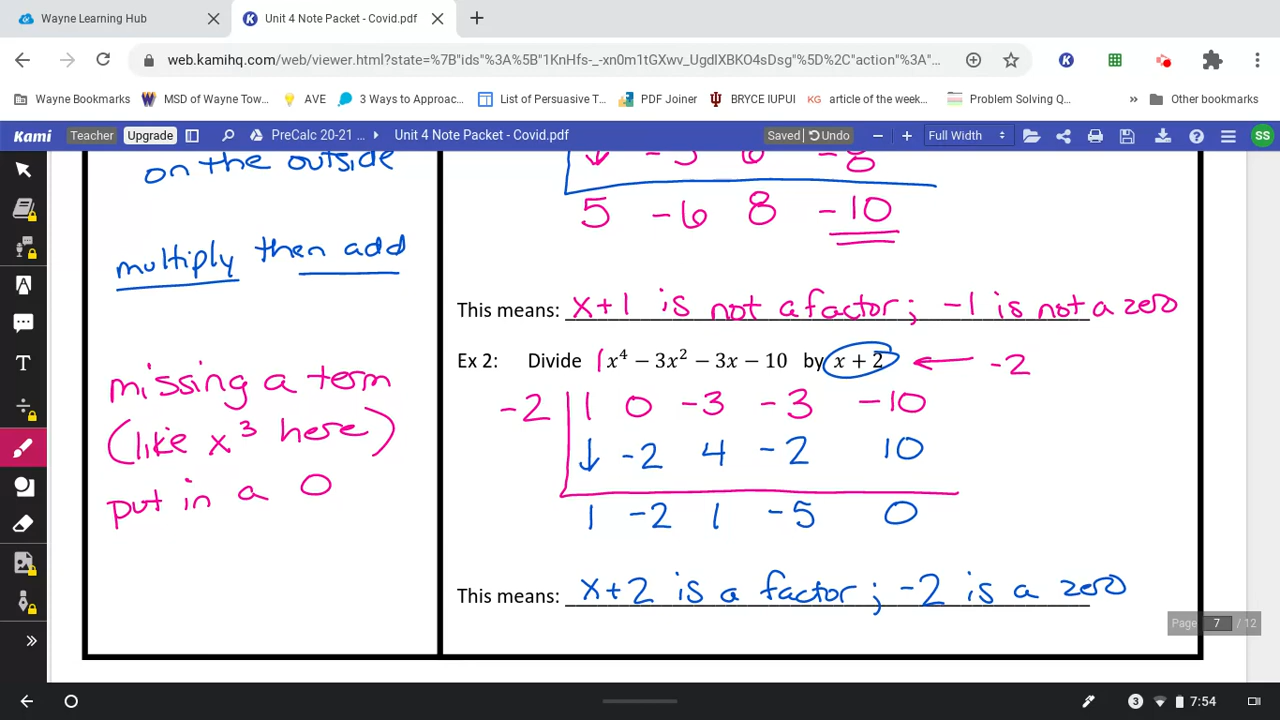 Wayne Learning Hub
Unit 4 Note Packet - Covid.pdf
web.kamihq.com/web/viewer.html?state=%7B"ids"%3A%5B"1KnHfs-_-xn0m1tGXwv_UgdIXBKO4sDsg"%5D%2C"action"%3A"...
Wayne Bookmarks
MSD of Wayne Tow...
AVE
3 Ways to Approac...
List of Persuasive T...
PDF Joiner
BRYCE IUPUI
KG article of the week...
Problem Solving Q...
Other bookmarks
Kami Teacher Upgrade
PreCalc 20-21 ...
Unit 4 Note Packet - Covid.pdf
Saved Undo
Full Width
SS
on the outside
multiply then add
missing a term
(like x³ here)
put in a 0
↓ -5 6 -8
5 -6 8 -10
This means: x+1 is not a factor; -1 is not a zero
Ex 2: Divide x⁴ − 3x² − 3x − 10 by x + 2 ← -2
-2 | 1 0 -3 -3 -10
↓ -2 4 -2 10
1 -2 1 -5 0
This means: x+2 is a factor; -2 is a zero
Page 7 / 12
3 7:54